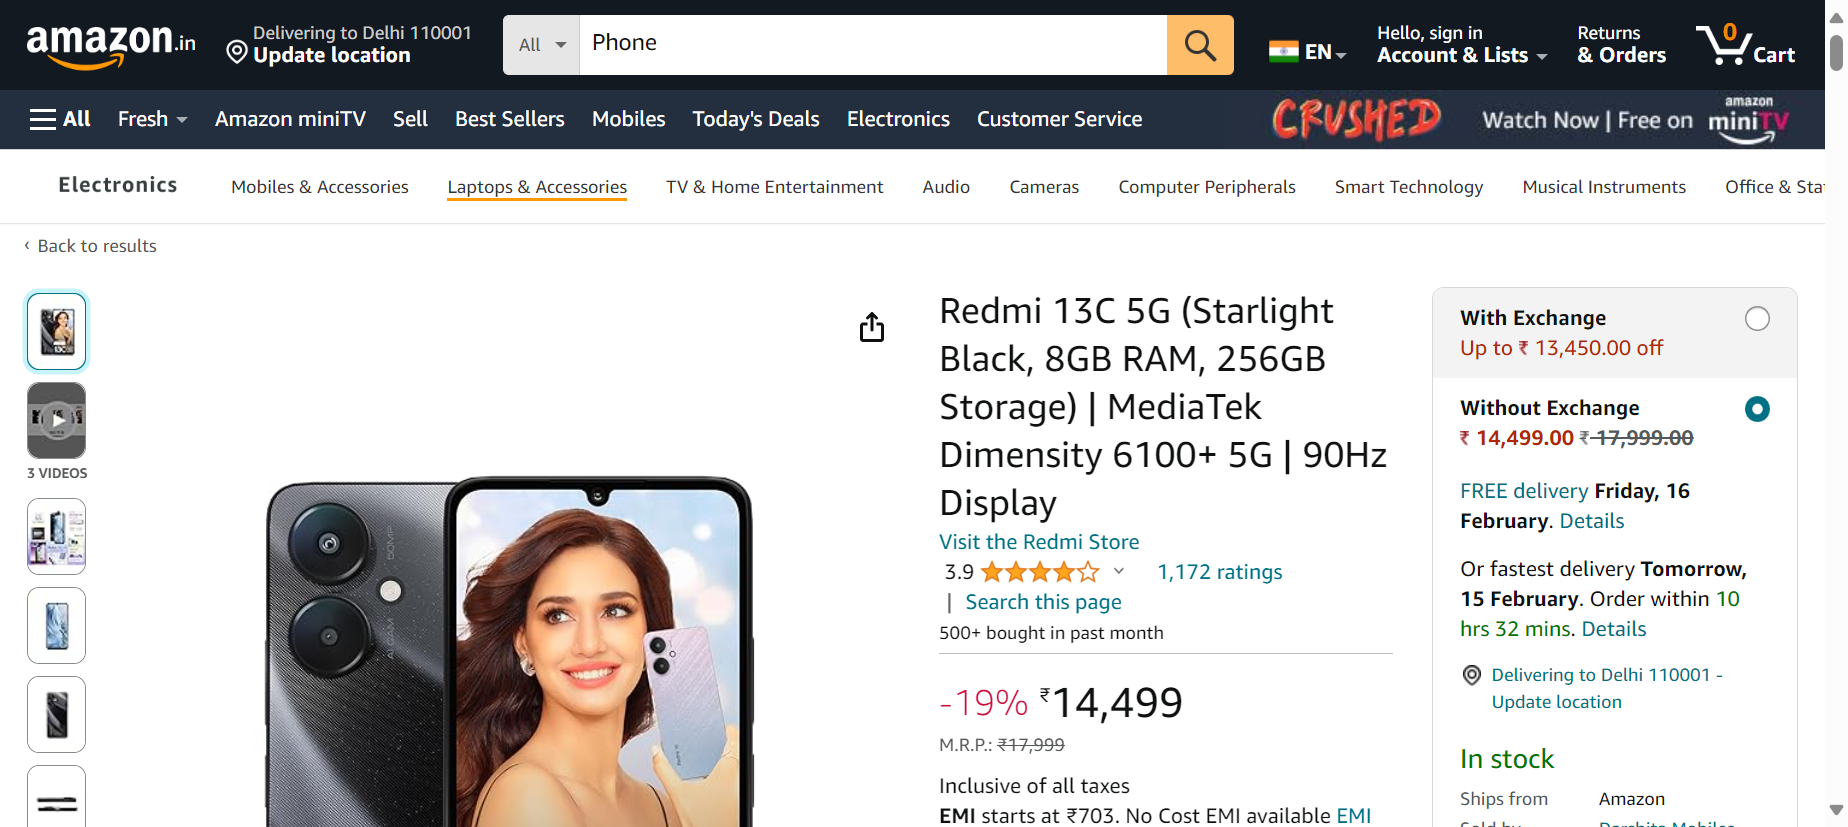 amazon.in
Delivering to Delhi 110001
Update location
All
Phone
EN
Hello, sign in
Account & Lists
Returns
& Orders
0
Cart
All
Fresh
Amazon miniTV
Sell
Best Sellers
Mobiles
Today's Deals
Electronics
Customer Service
CRUSHED
Watch Now | Free on
amazon
miniTV
Electronics
Mobiles & Accessories
Laptops & Accessories
TV & Home Entertainment
Audio
Cameras
Computer Peripherals
Smart Technology
Musical Instruments
Office & Sta
‹ Back to results
3 VIDEOS
50MP
AI CAM
Redmi 13C 5G (Starlight
Black, 8GB RAM, 256GB
Storage) | MediaTek
Dimensity 6100+ 5G | 90Hz
Display
Visit the Redmi Store
3.9
1,172 ratings
| Search this page
500+ bought in past month
-19% ₹14,499
M.R.P.: ₹17,999
Inclusive of all taxes
EMI starts at ₹703. No Cost EMI available EMI
With Exchange
Up to ₹ 13,450.00 off
Without Exchange
₹ 14,499.00 ₹ 17,999.00
FREE delivery Friday, 16
February. Details
Or fastest delivery Tomorrow,
15 February. Order within 10
hrs 32 mins. Details
Delivering to Delhi 110001 -
Update location
In stock
Ships from
Amazon
Sold by
Darshita Mobiles